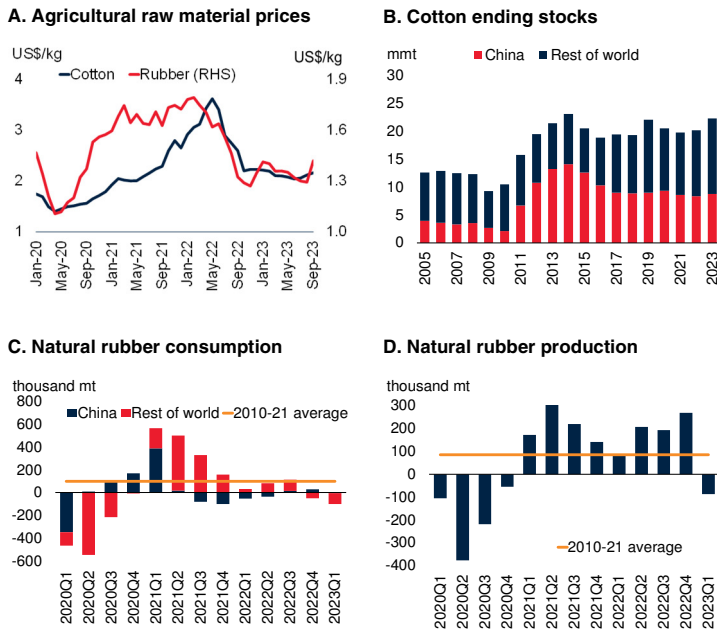 A. Agricultural raw material prices
US$/kg
US$/kg
Cotton
Rubber (RHS)
4
3
2
1
1.9
1.6
1.3
1.0
Jan-20
May-20
Sep-20
Jan-21
May-21
Sep-21
Jan-22
May-22
Sep-22
Jan-23
May-23
Sep-23
B. Cotton ending stocks
mmt
China
Rest of world
30
25
20
15
10
5
0
2005
2007
2009
2011
2013
2015
2017
2019
2021
2023
C. Natural rubber consumption
thousand mt
China
Rest of world
2010-21 average
800
600
400
200
0
-200
-400
-600
2020Q1
2020Q2
2020Q3
2020Q4
2021Q1
2021Q2
2021Q3
2021Q4
2022Q1
2022Q2
2022Q3
2022Q4
2023Q1
D. Natural rubber production
thousand mt
300
200
100
0
-100
-200
-300
-400
2010-21 average
2020Q1
2020Q2
2020Q3
2020Q4
2021Q1
2021Q2
2021Q3
2021Q4
2022Q1
2022Q2
2022Q3
2022Q4
2023Q1